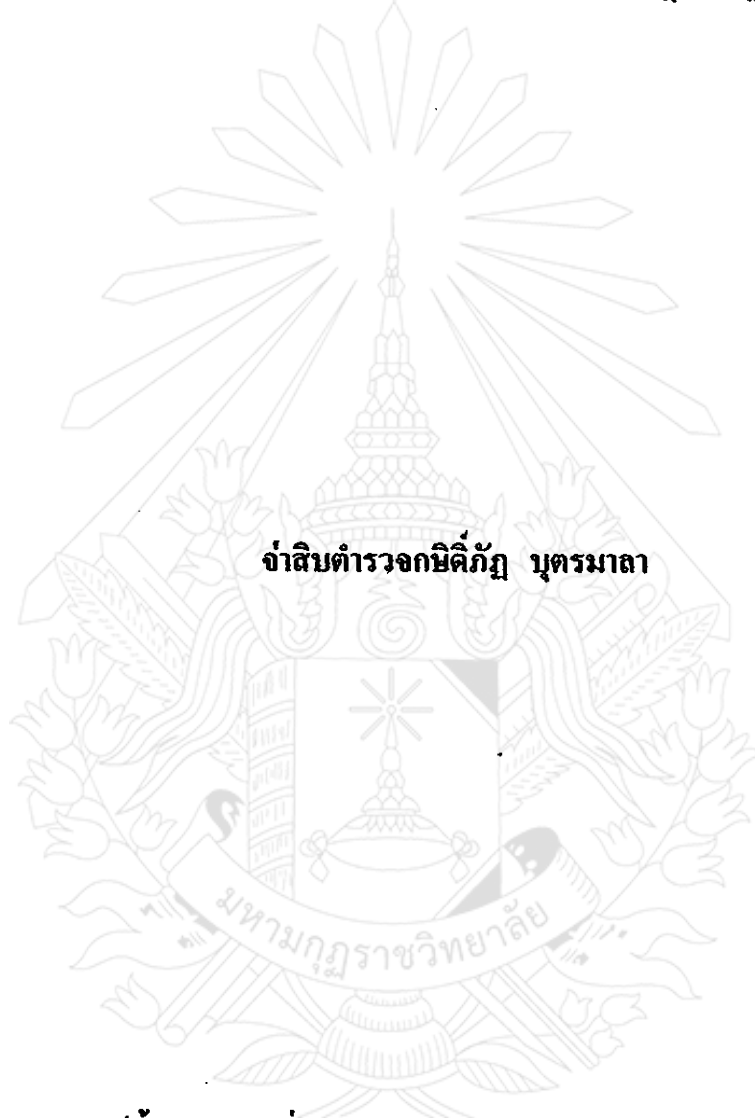 จ่าสิบตำรวจกษิดิ์ภัฏ บุตรมาลา
มหามกุฏราชวิทยาลัย